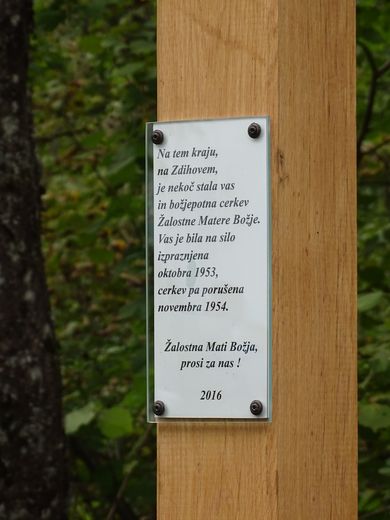 Na tem kraju,
na Zdihovem,
je nekoč stala vas
in božjepotna cerkev
Žalostne Matere Božje.
Vas je bila na silo
izpraznjena
oktobra 1953,
cerkev pa porušena
novembra 1954.
Žalostna Mati Božja,
prosi za nas !
2016